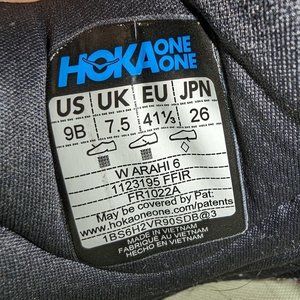 HOKA ONE ONE
US UK EU JPN
9B 7.5 41⅓ 26
W ARAHI 6
1123195 FFIR
FR1022A
May be covered by Pat:
www.hokaoneone.com/patents
1BS6H2VR90SDB@3
MADE IN VIETNAM
FABRIQUÉ AU VIETNAM
HECHO EN VIETNAM